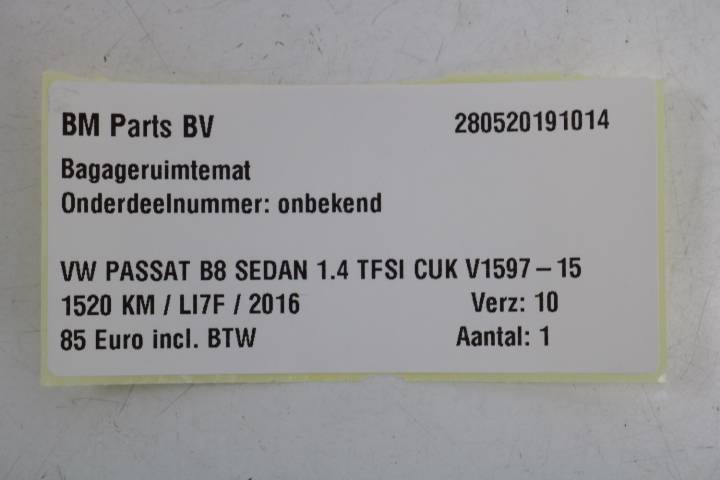 BM Parts BV 280520191014
Bagageruimtemat
Onderdeelnummer: onbekend
VW PASSAT B8 SEDAN 1.4 TFSI CUK V1597 – 15
1520 KM / LI7F / 2016 Verz: 10
85 Euro incl. BTW Aantal: 1